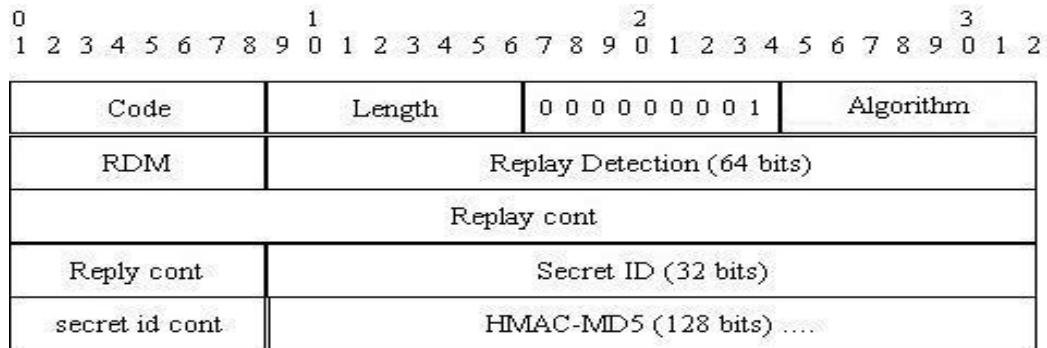 0 1 2 3
1 2 3 4 5 6 7 8 9 0 1 2 3 4 5 6 7 8 9 0 1 2 3 4 5 6 7 8 9 0 1 2
Code Length 0 0 0 0 0 0 0 0 1 Algorithm
RDM Replay Detection (64 bits)
Replay cont
Reply cont Secret ID (32 bits)
secret id cont HMAC-MD5 (128 bits) ....